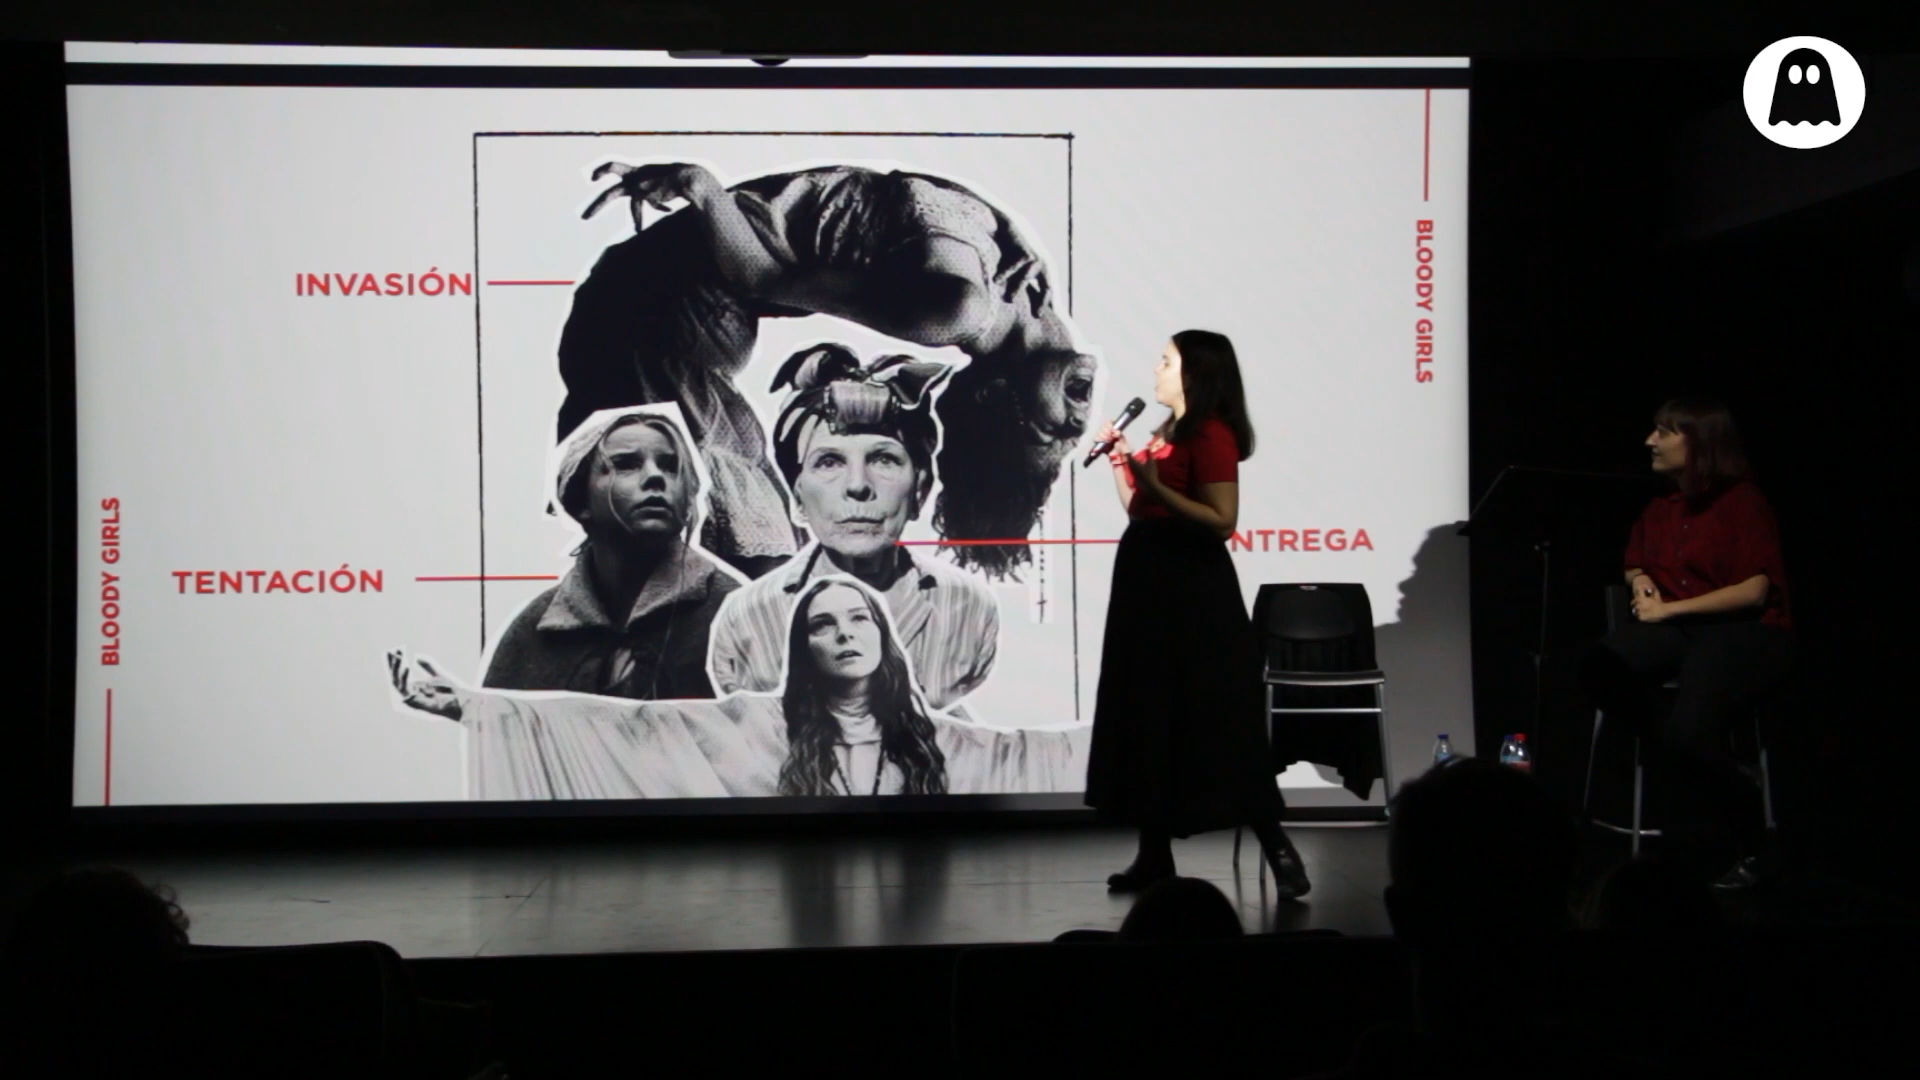 BLOODY GIRLS
INVASIÓN
NTREGA
TENTACIÓN
BLOODY GIRLS